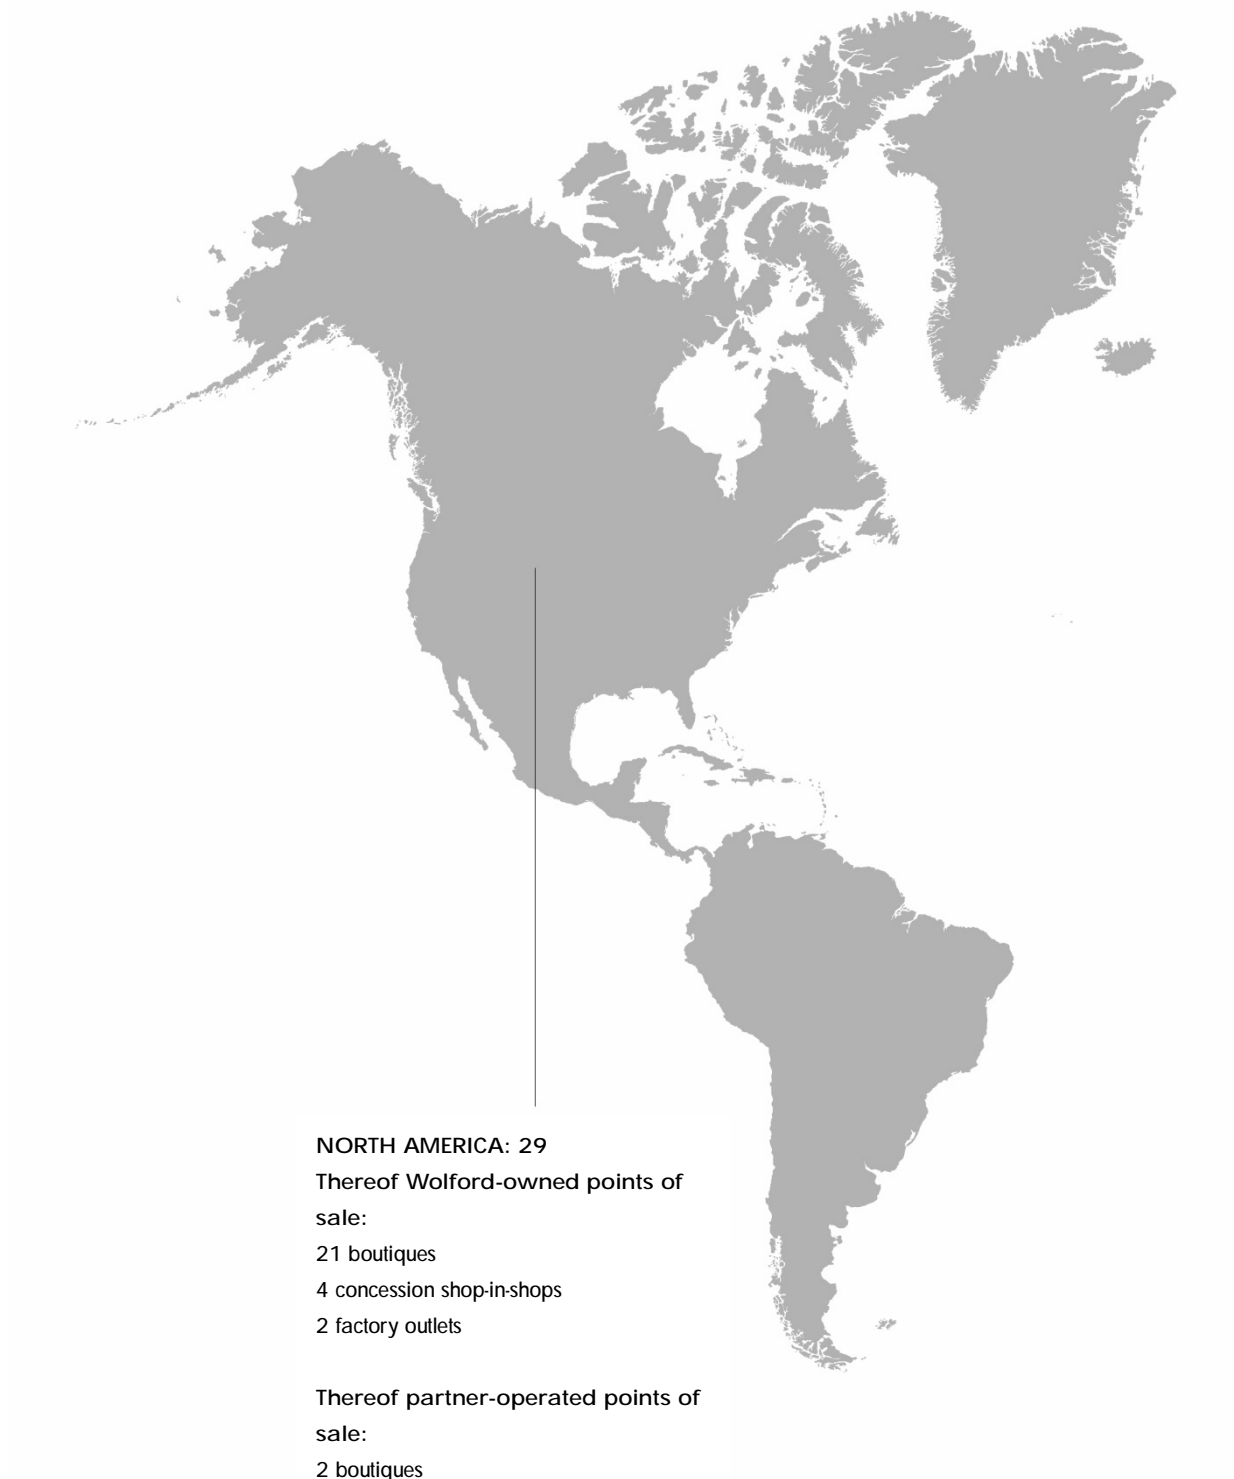 NORTH AMERICA: 29
Thereof Wolford-owned points of
sale:
21 boutiques
4 concession shop-in-shops
2 factory outlets
Thereof partner-operated points of
sale:
2 boutiques